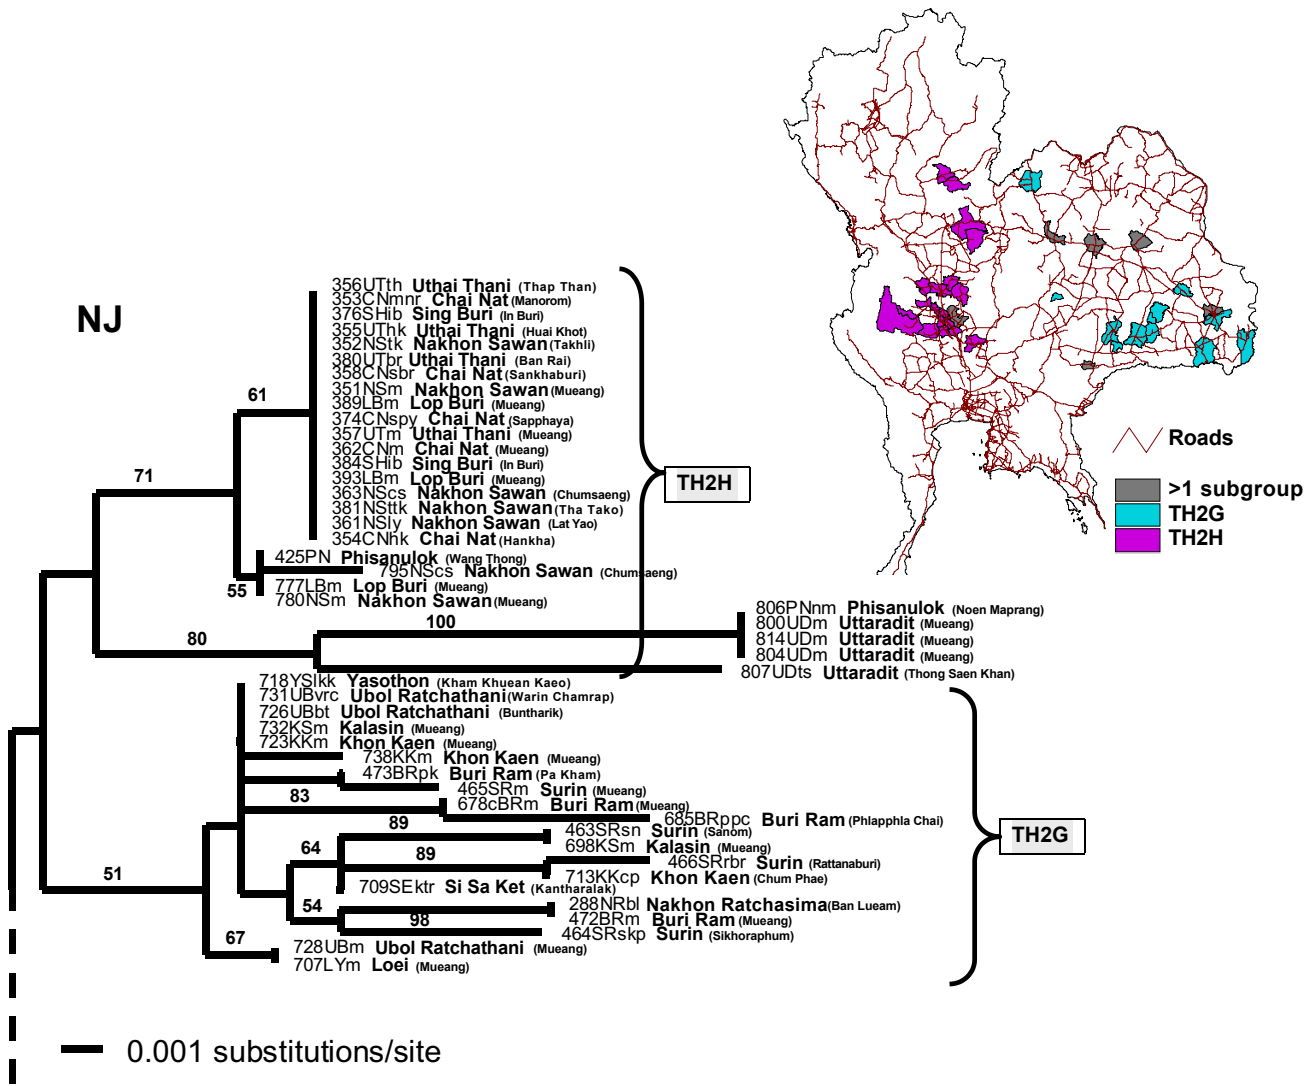 NJ
356UTth Uthai Thani (Thap Than)
353CNmnr Chai Nat (Manorom)
376SHib Sing Buri (In Buri)
355UThk Uthai Thani (Huai Khot)
352NStk Nakhon Sawan (Takhli)
380UTbr Uthai Thani (Ban Rai)
358CNsbr Chai Nat (Sankhaburi)
61
351NSm Nakhon Sawan (Mueang)
389LBm Lop Buri (Mueang)
374CNspy Chai Nat (Sapphaya)
357UTm Uthai Thani (Mueang)
362CNm Chai Nat (Mueang)
384SHib Sing Buri (In Buri)
71
393LBm Lop Buri (Mueang)
363NScs Nakhon Sawan (Chumsaeng)
381NSttk Nakhon Sawan (Tha Tako)
361NSly Nakhon Sawan (Lat Yao)
354CNhk Chai Nat (Hankha)
TH2H
425PN Phisanulok (Wang Thong)
795NScs Nakhon Sawan (Chumsaeng)
55
777LBm Lop Buri (Mueang)
780NSm Nakhon Sawan (Mueang)
806PNnm Phisanulok (Noen Maprang)
100
800UDm Uttaradit (Mueang)
80
814UDm Uttaradit (Mueang)
804UDm Uttaradit (Mueang)
807UDts Uttaradit (Thong Saen Khan)
718YSlkk Yasothon (Kham Khuean Kaeo)
731UBvrc Ubol Ratchathani (Warin Chamrap)
726UBbt Ubol Ratchathani (Buntharik)
732KSm Kalasin (Mueang)
723KKm Khon Kaen (Mueang)
738KKm Khon Kaen (Mueang)
473BRpk Buri Ram (Pa Kham)
465SRm Surin (Mueang)
83
678cBRm Buri Ram (Mueang)
685BRppc Buri Ram (Phlapphla Chai)
89
463SRsn Surin (Sanom)
64
698KSm Kalasin (Mueang)
89
466SRrbr Surin (Rattanaburi)
713KKcp Khon Kaen (Chum Phae)
51
709SEktr Si Sa Ket (Kantharalak)
54
288NRbl Nakhon Ratchasima (Ban Lueam)
98
472BRm Buri Ram (Mueang)
464SRskp Surin (Sikhoraphum)
67
728UBm Ubol Ratchathani (Mueang)
707LYm Loei (Mueang)
TH2G
0.001 substitutions/site
Roads
>1 subgroup
TH2G
TH2H